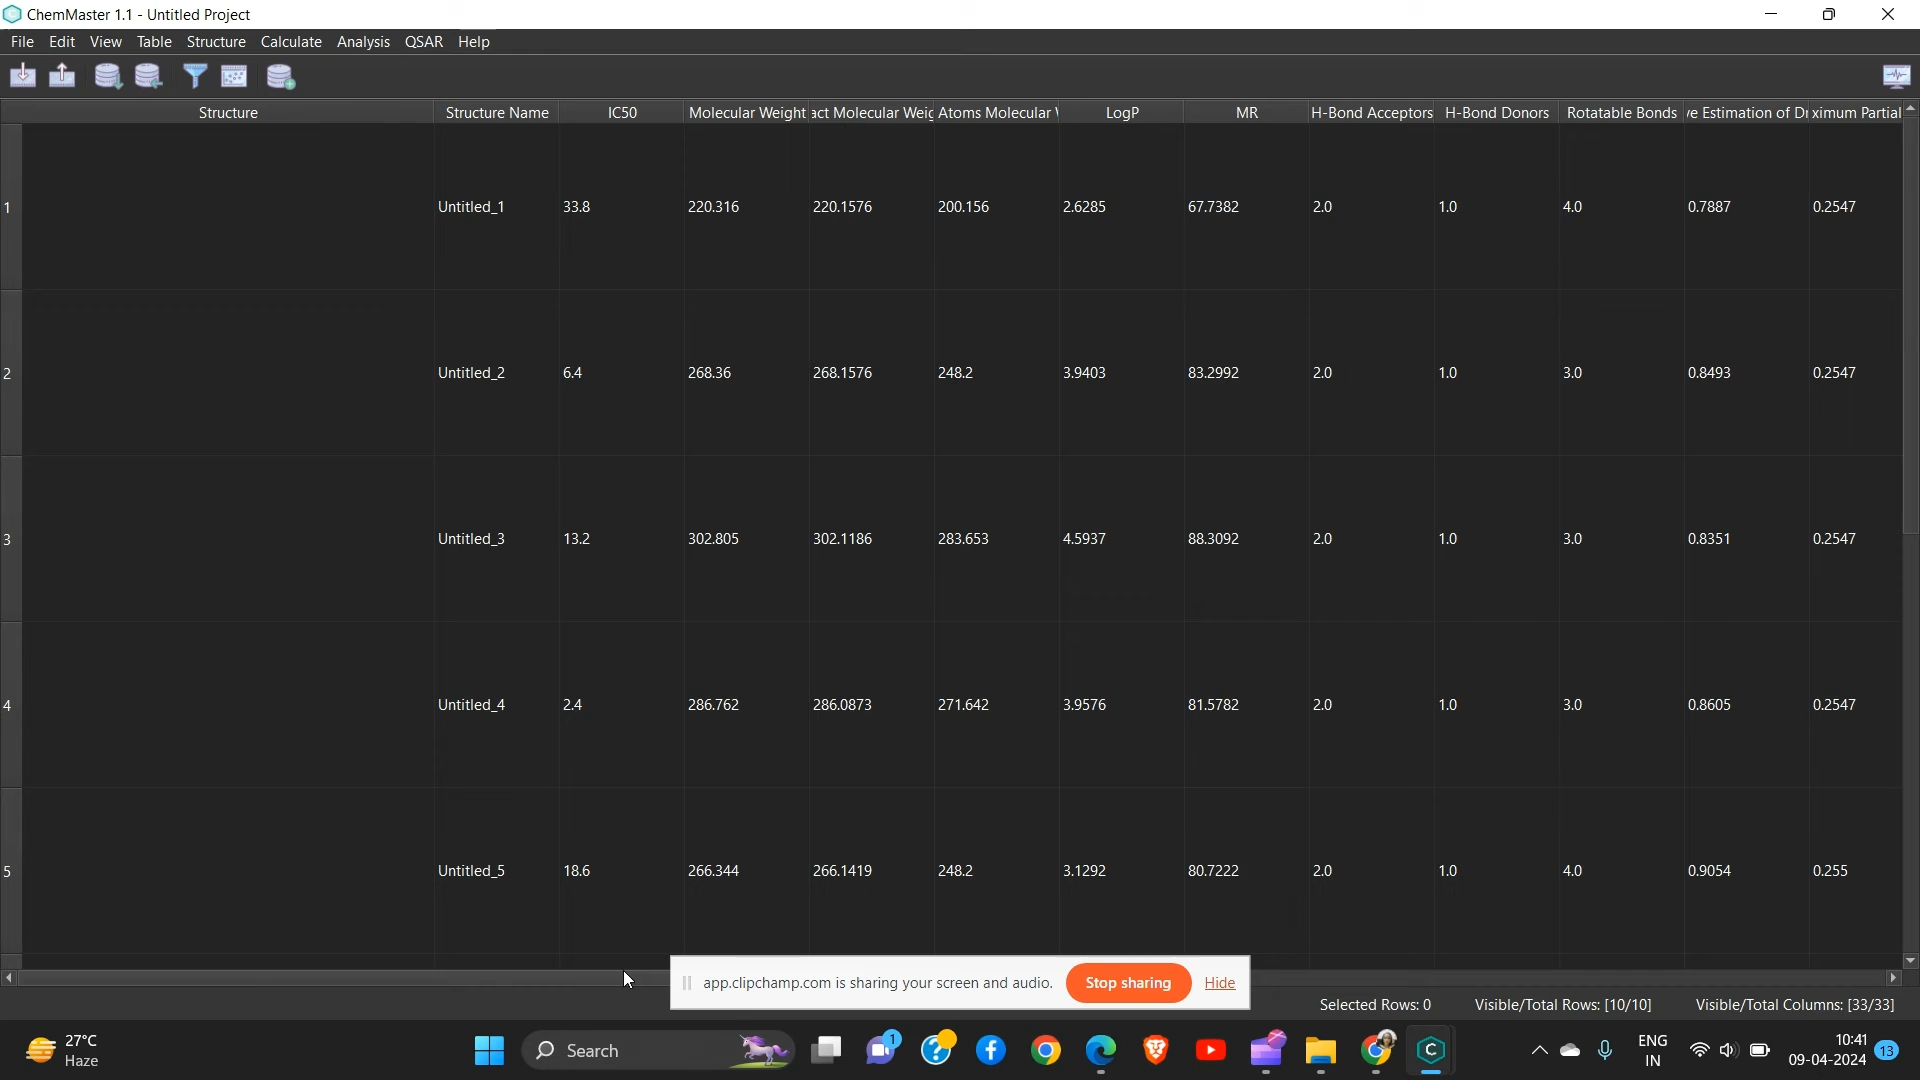 ChemMaster 1.1 - Untitled Project
File Edit View Table Structure Calculate Analysis QSAR Help
Structure Structure Name IC50 Molecular Weight act Molecular Weig Atoms Molecular LogP MR H-Bond Acceptors H-Bond Donors Rotatable Bonds ve Estimation of Dr ximum Partial
1 Untitled_1 33.8 220.316 220.1576 200.156 2.6285 67.7382 2.0 1.0 4.0 0.7887 0.2547
2 Untitled_2 6.4 268.36 268.1576 248.2 3.9403 83.2992 2.0 1.0 3.0 0.8493 0.2547
3 Untitled_3 13.2 302.805 302.1186 283.653 4.5937 88.3092 2.0 1.0 3.0 0.8351 0.2547
4 Untitled_4 2.4 286.762 286.0873 271.642 3.9576 81.5782 2.0 1.0 3.0 0.8605 0.2547
5 Untitled_5 18.6 266.344 266.1419 248.2 3.1292 80.7222 2.0 1.0 4.0 0.9054 0.255
app.clipchamp.com is sharing your screen and audio. Stop sharing Hide
Selected Rows: 0 Visible/Total Rows: [10/10] Visible/Total Columns: [33/33]
27°C
Haze
Search
1
ENG
IN
10:41
09-04-2024
13